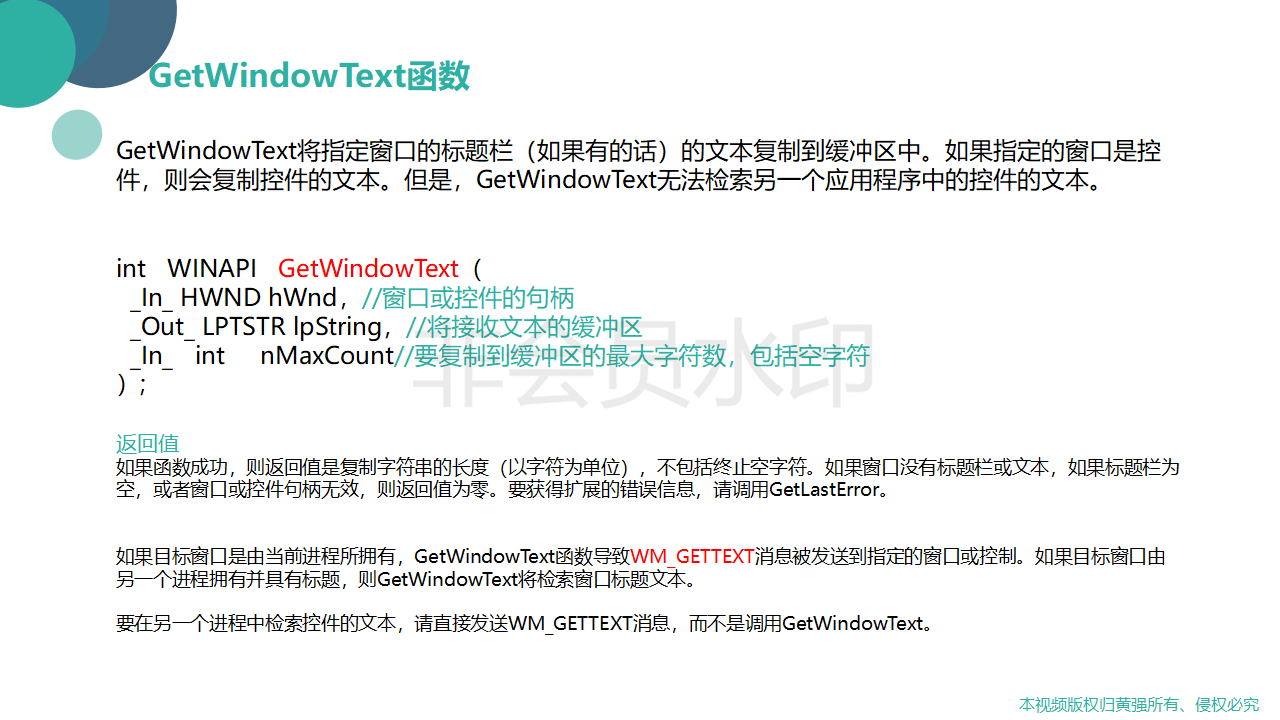 GetWindowText函数
GetWindowText将指定窗口的标题栏（如果有的话）的文本复制到缓冲区中。如果指定的窗口是控
件，则会复制控件的文本。但是，GetWindowText无法检索另一个应用程序中的控件的文本。
int WINAPI GetWindowText（
_In_ HWND hWnd，//窗口或控件的句柄
_Out_ LPTSTR lpString，//将接收文本的缓冲区
_In_ int nMaxCount//要复制到缓冲区的最大字符数，包括空字符
）;
非会员水印
返回值
如果函数成功，则返回值是复制字符串的长度（以字符为单位），不包括终止空字符。如果窗口没有标题栏或文本，如果标题栏为
空，或者窗口或控件句柄无效，则返回值为零。要获得扩展的错误信息，请调用GetLastError。
如果目标窗口是由当前进程所拥有，GetWindowText函数导致WM_GETTEXT消息被发送到指定的窗口或控制。如果目标窗口由
另一个进程拥有并具有标题，则GetWindowText将检索窗口标题文本。
要在另一个进程中检索控件的文本，请直接发送WM_GETTEXT消息，而不是调用GetWindowText。
本视频版权归黄强所有、侵权必究